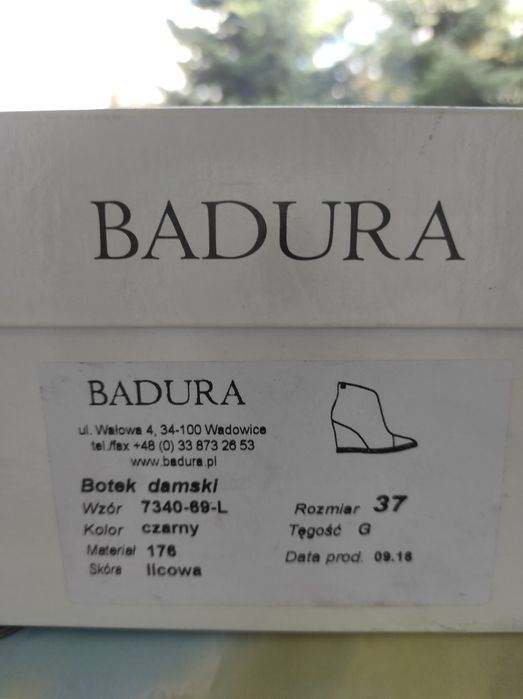 BADURA
BADURA
ul. Wałowa 4, 34-100 Wadowice
tel./fax +48 (0) 33 873 26 53
www.badura.pl
Botek damski
Wzór 7340-69-L
Kolor czarny
Materiał 176
Skóra licowa
Rozmiar 37
Tęgość G
Data prod. 09.16